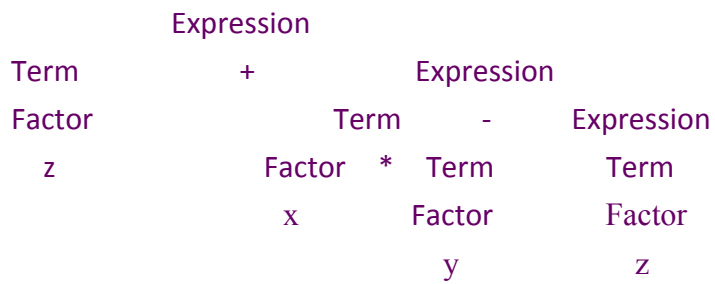 Expression
Term + Expression
Factor Term - Expression
z Factor * Term Term
x Factor Factor
y z